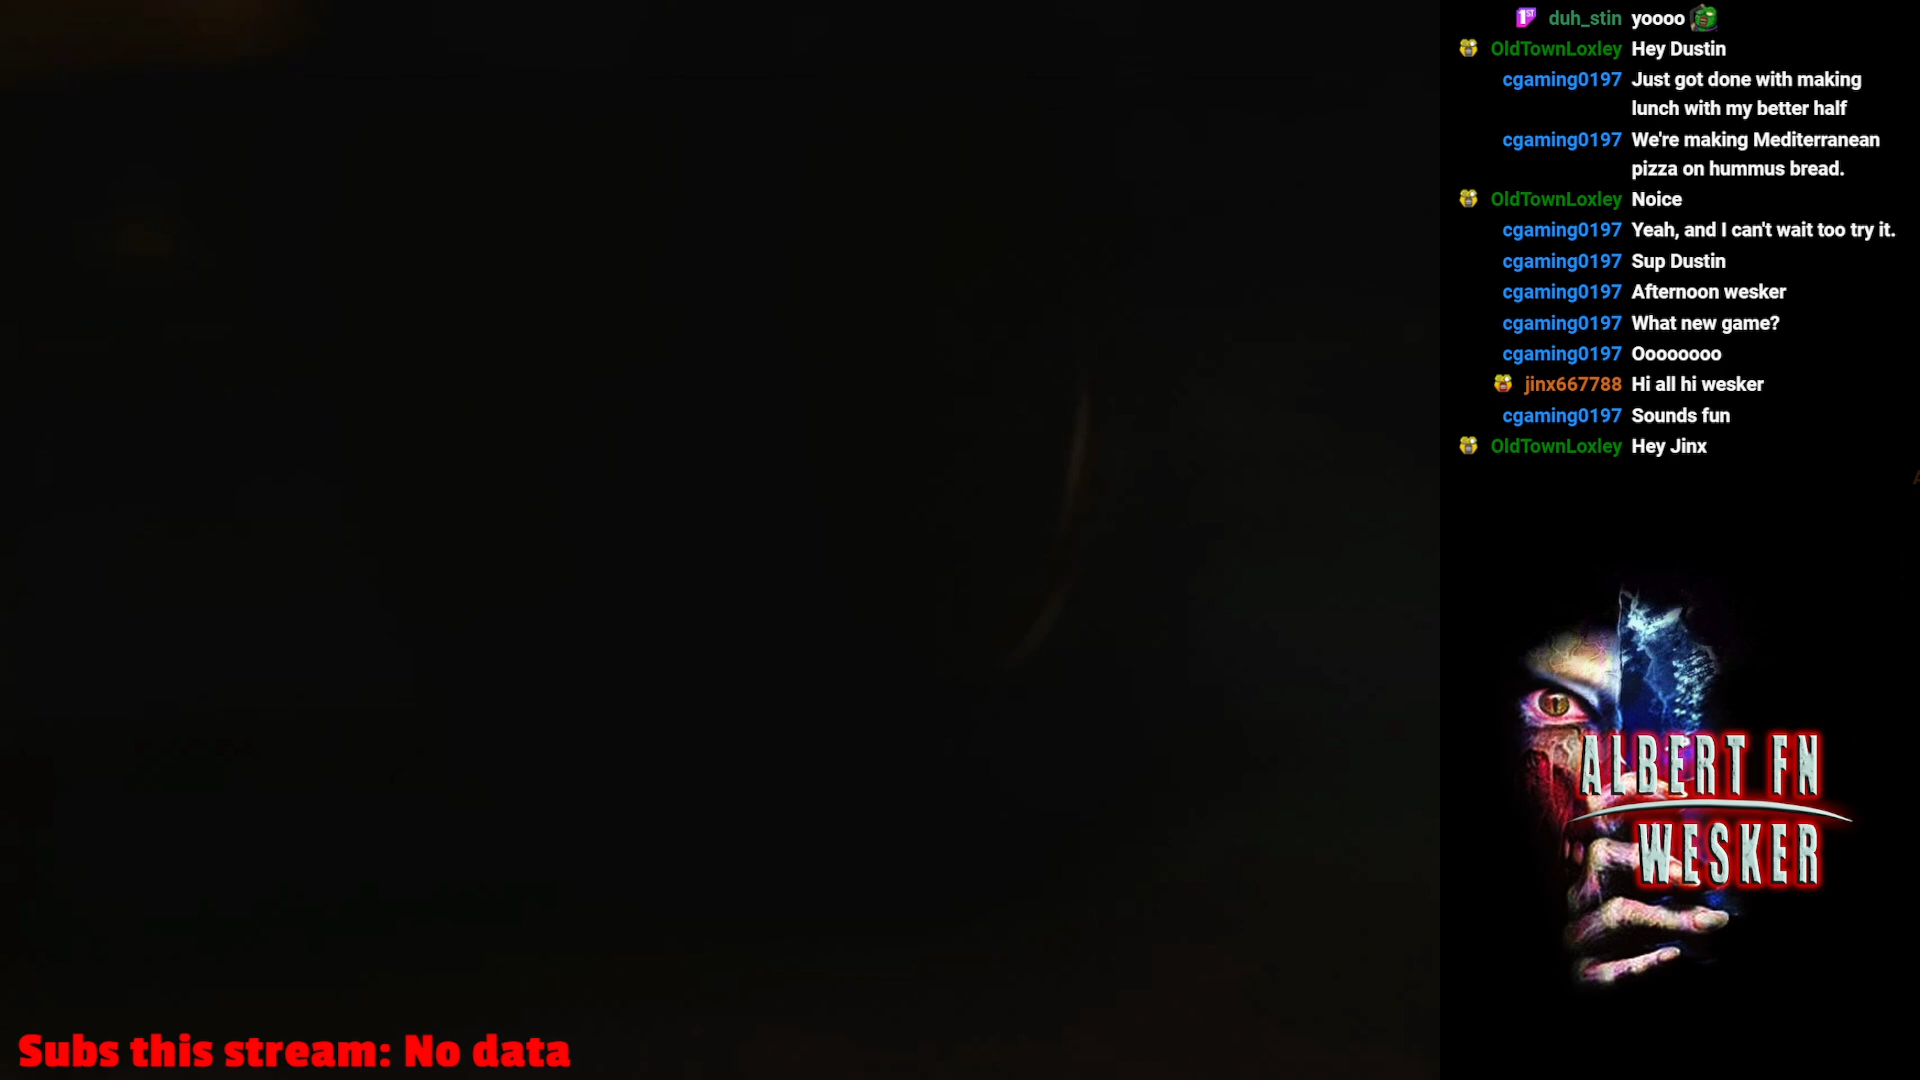 duh_stin yoooo
OldTownLoxley Hey Dustin
cgaming0197 Just got done with making
lunch with my better half
cgaming0197 We're making Mediterranean
pizza on hummus bread.
OldTownLoxley Noice
cgaming0197 Yeah, and I can't wait too try it.
cgaming0197 Sup Dustin
cgaming0197 Afternoon wesker
cgaming0197 What new game?
cgaming0197 Oooooooo
jinx667788 Hi all hi wesker
cgaming0197 Sounds fun
OldTownLoxley Hey Jinx
ALBERT FN
WESKER
Subs this stream: No data